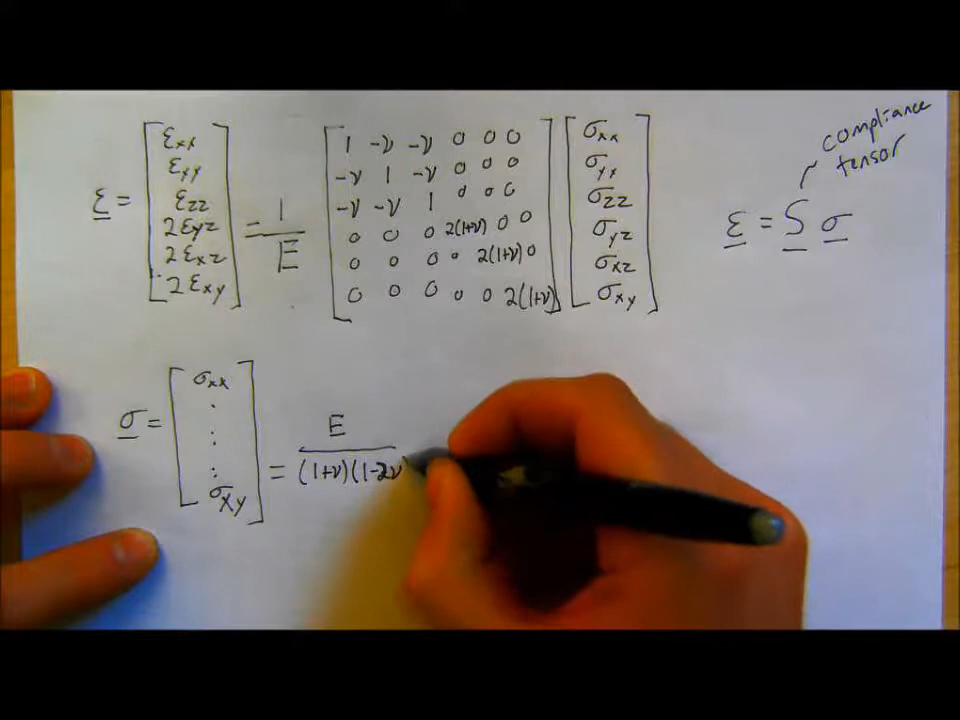 ε = [εxx εyy εzz 2εyz 2εxz 2εxy] = 1/E [1 -ν -ν 0 0 0
-ν 1 -ν 0 0 0
-ν -ν 1 0 0 0
0 0 0 2(1+ν) 0 0
0 0 0 0 2(1+ν) 0
0 0 0 0 0 2(1+ν)] [σxx σyy σzz σyz σxz σxy]
ε = S σ
compliance
tensor
σ = [σxx . . . . σxy] = E/(1+ν)(1-2ν